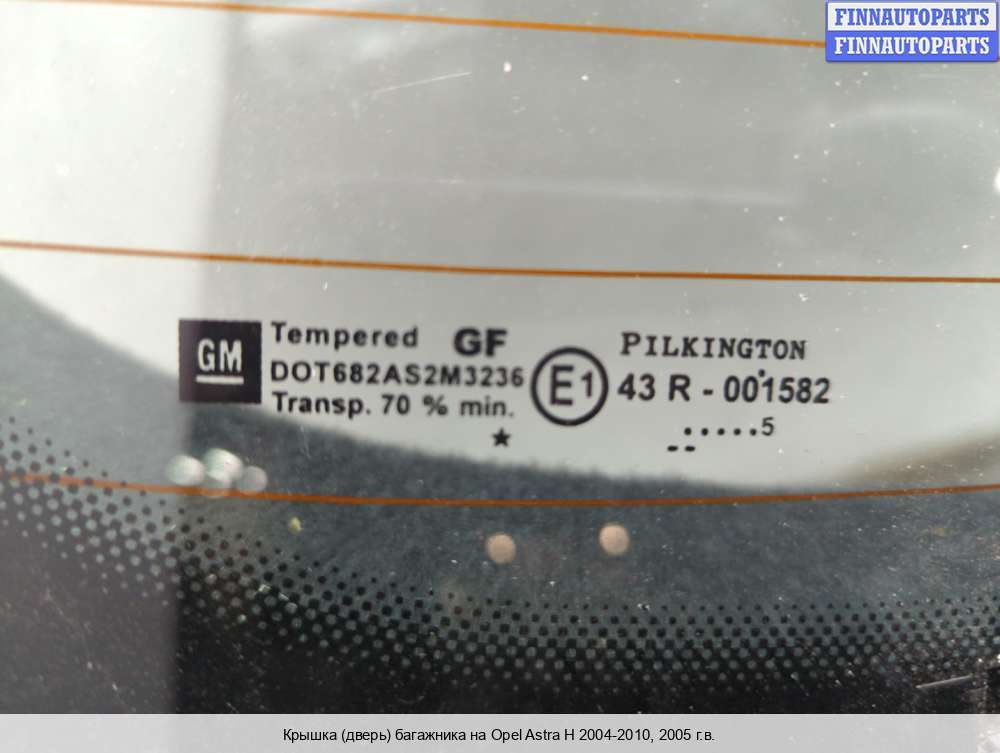 FINNAUTOPARTS
FINNAUTOPARTS
GM
Tempered GF
DOT682AS2M3236
Transp. 70 % min.
E1
PILKINGTON
43 R - 001582
.....5
Крышка (дверь) багажника на Opel Astra H 2004-2010, 2005 г.в.